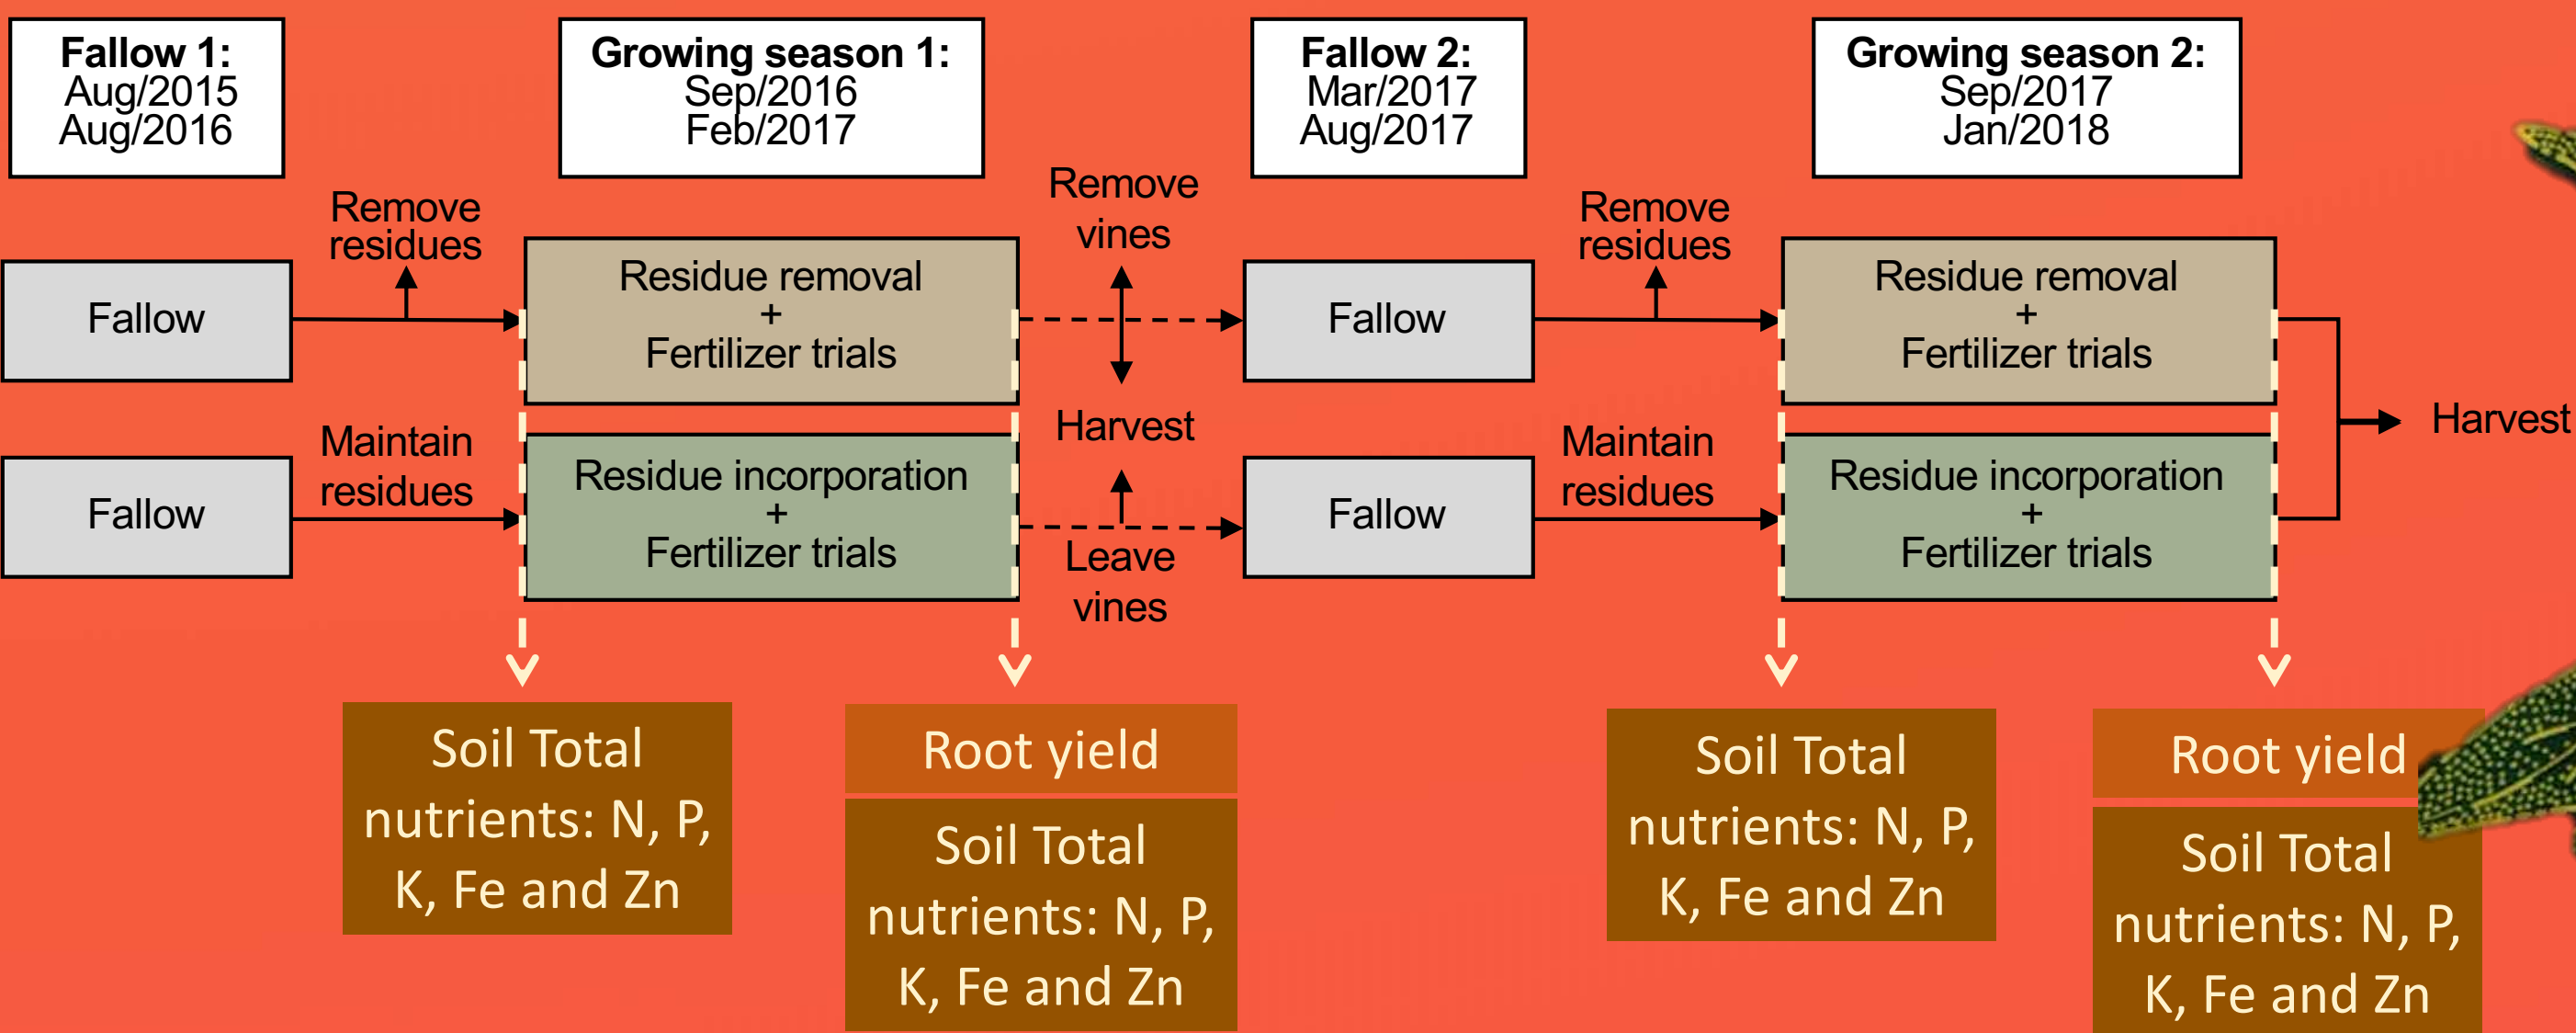 Fallow 1:
Aug/2015
Aug/2016
Growing season 1:
Sep/2016
Feb/2017
Fallow 2:
Mar/2017
Aug/2017
Growing season 2:
Sep/2017
Jan/2018
Remove
residues
Remove
vines
Remove
residues
Fallow
Residue removal
+
Fertilizer trials
Fallow
Residue removal
+
Fertilizer trials
Harvest
Harvest
Fallow
Maintain
residues
Residue incorporation
+
Fertilizer trials
Leave
vines
Fallow
Maintain
residues
Residue incorporation
+
Fertilizer trials
Soil Total
nutrients: N, P,
K, Fe and Zn
Root yield
Soil Total
nutrients: N, P,
K, Fe and Zn
Soil Total
nutrients: N, P,
K, Fe and Zn
Root yield
Soil Total
nutrients: N, P,
K, Fe and Zn